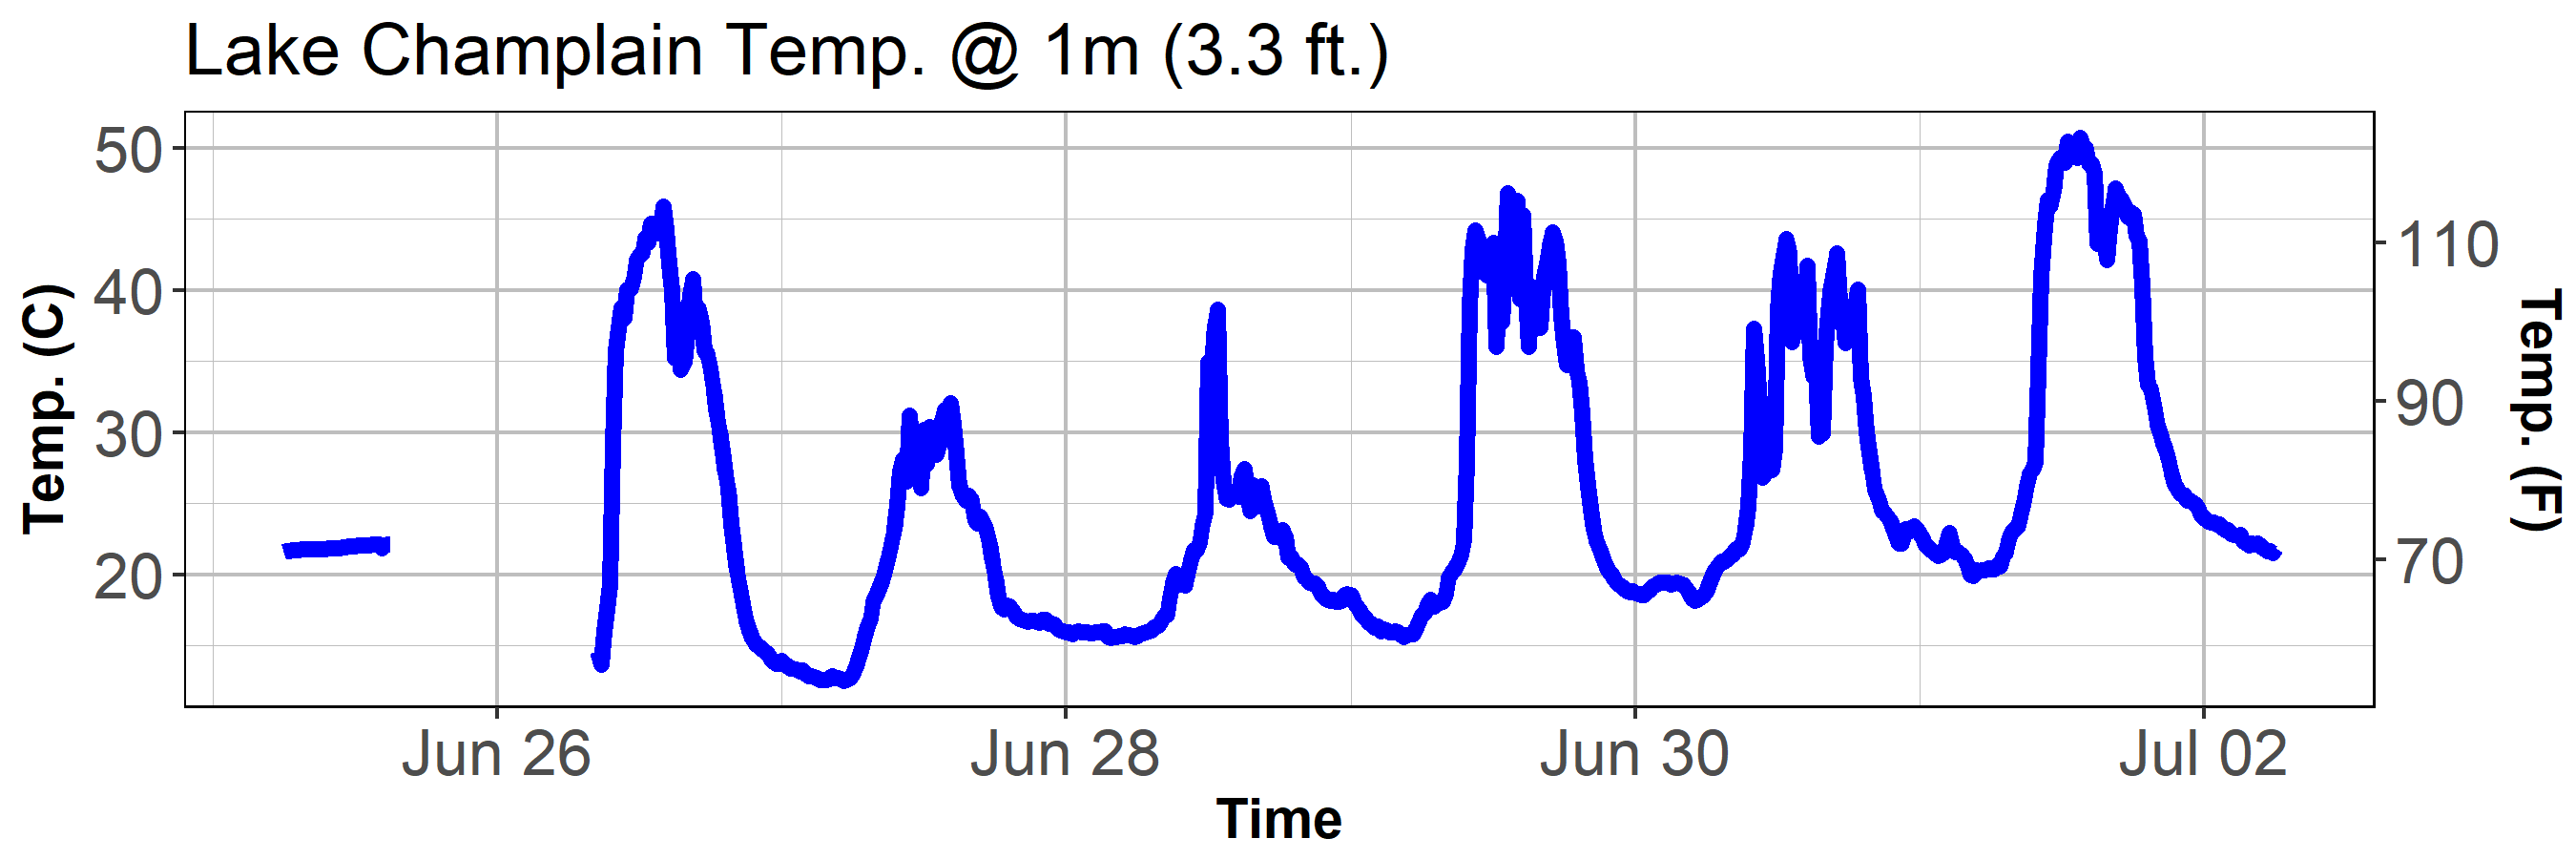 Lake Champlain Temp. @ 1m (3.3 ft.)
Temp. (C)
50
40
30
20
110
90
70
Temp. (F)
Jun 26
Jun 28
Jun 30
Jul 02
Time